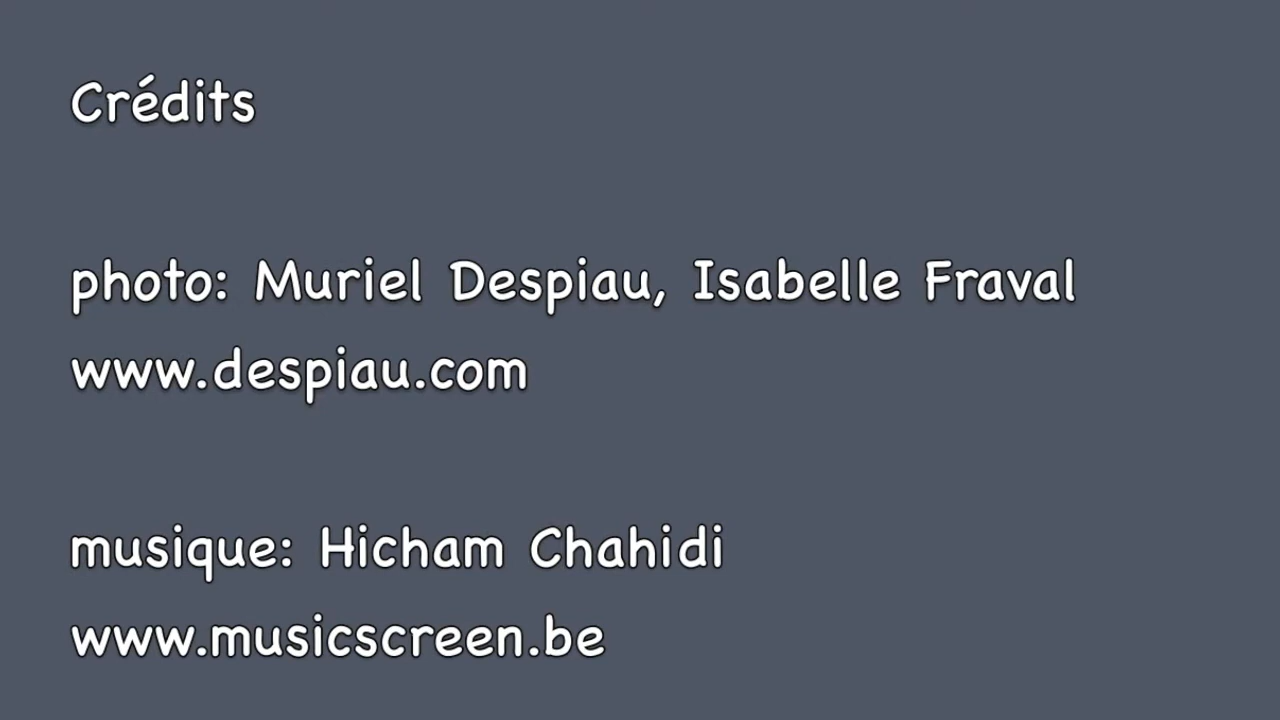 Crédits
photo: Muriel Despiau, Isabelle Fraval
www.despiau.com
musique: Hicham Chahidi
www.musicscreen.be